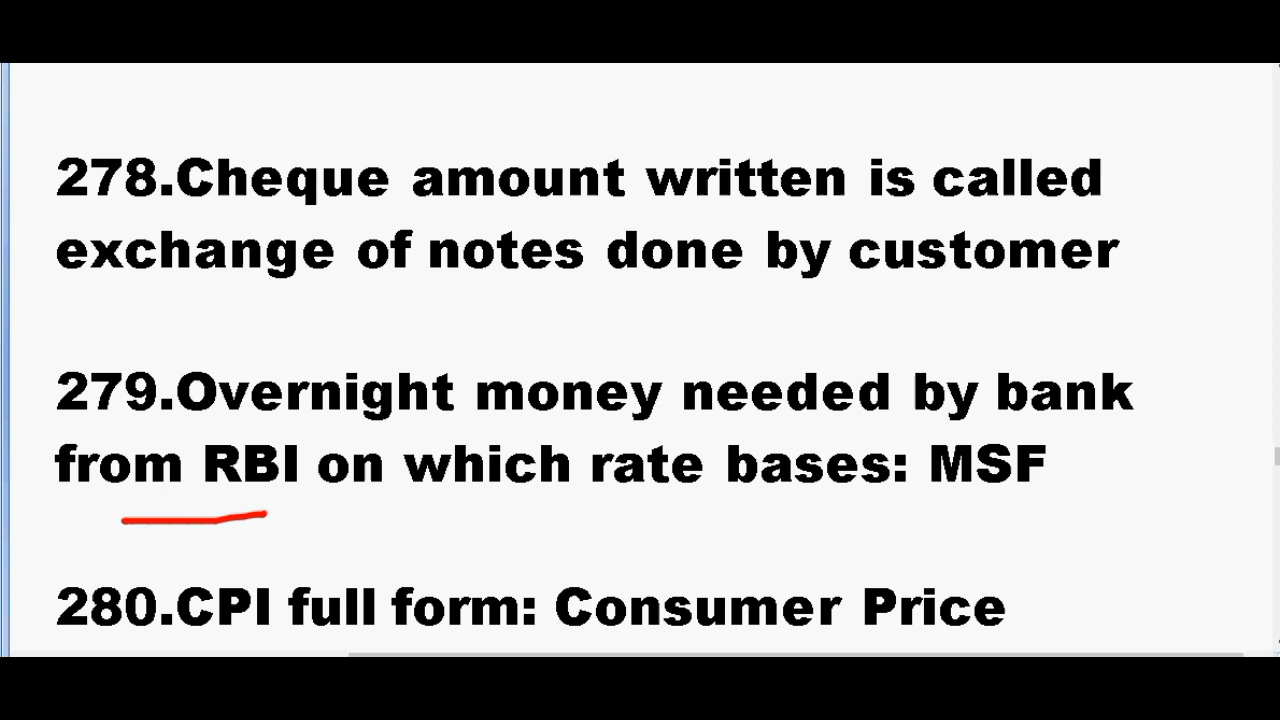 278.Cheque amount written is called
exchange of notes done by customer
279.Overnight money needed by bank
from RBI on which rate bases: MSF
280.CPI full form: Consumer Price